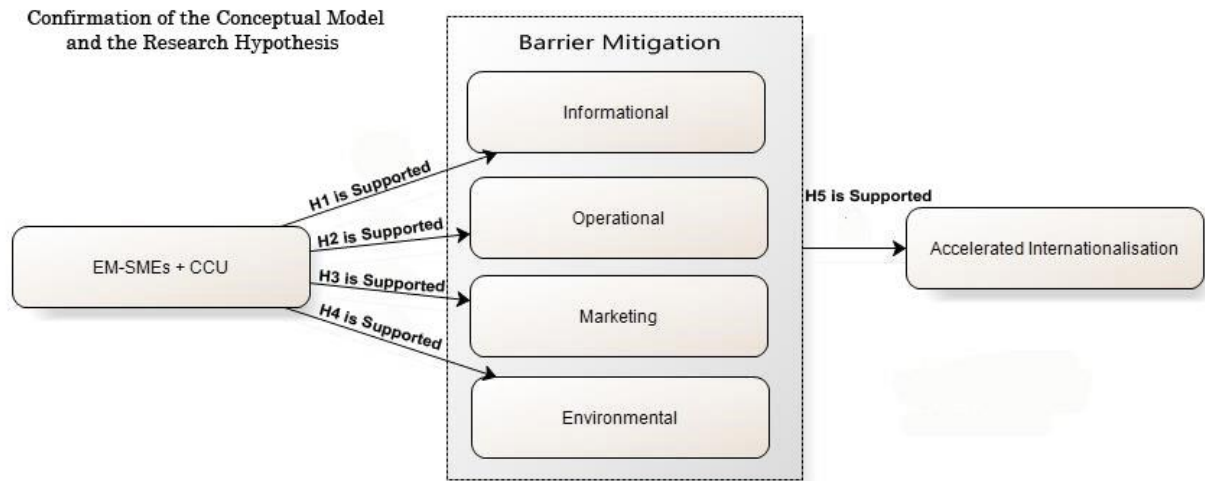 Confirmation of the Conceptual Model
and the Research Hypothesis
Barrier Mitigation
Informational
H1 is Supported
Operational
H5 is Supported
H2 is Supported
EM-SMEs + CCU
Accelerated Internationalisation
H3 is Supported
Marketing
H4 is Supported
Environmental